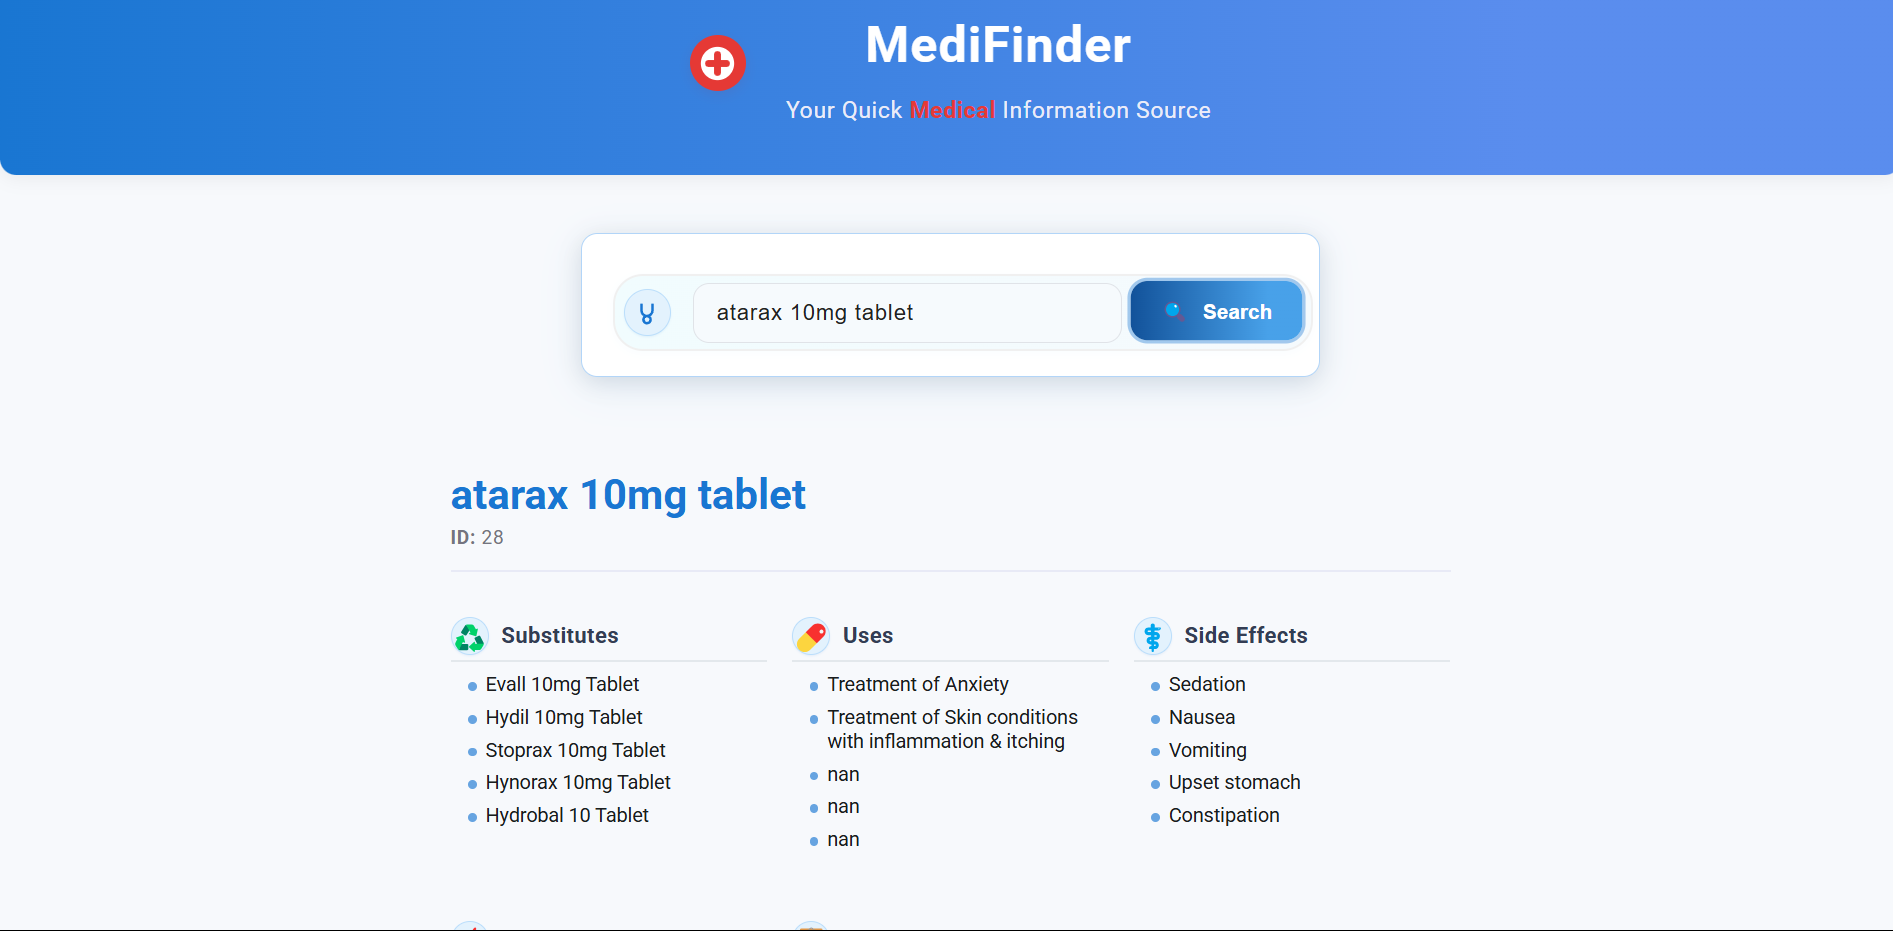 MediFinder
Your Quick Medical Information Source
atarax 10mg tablet
Search
atarax 10mg tablet
ID: 28
Substitutes
Evall 10mg Tablet
Hydil 10mg Tablet
Stoprax 10mg Tablet
Hynorax 10mg Tablet
Hydrobal 10 Tablet
Uses
Treatment of Anxiety
Treatment of Skin conditions
with inflammation & itching
nan
nan
nan
Side Effects
Sedation
Nausea
Vomiting
Upset stomach
Constipation